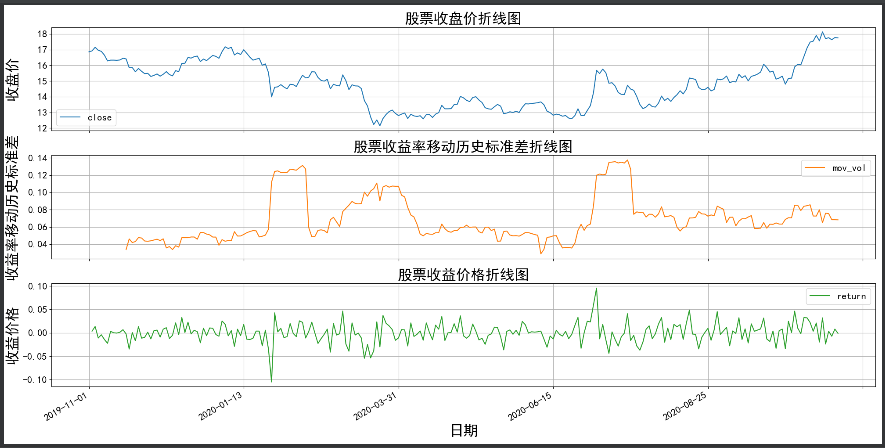 股票收盘价折线图
收盘价
18
17
16
15
14
13
12
close
股票收益率移动历史标准差折线图
收益率移动历史标准差
0.14
0.12
0.10
0.08
0.06
0.04
mov_vol
股票收益价格折线图
收益价格
0.10
0.05
0.00
−0.05
−0.10
return
2019-11-01
2020-01-13
2020-03-31
2020-06-15
2020-08-25
日期